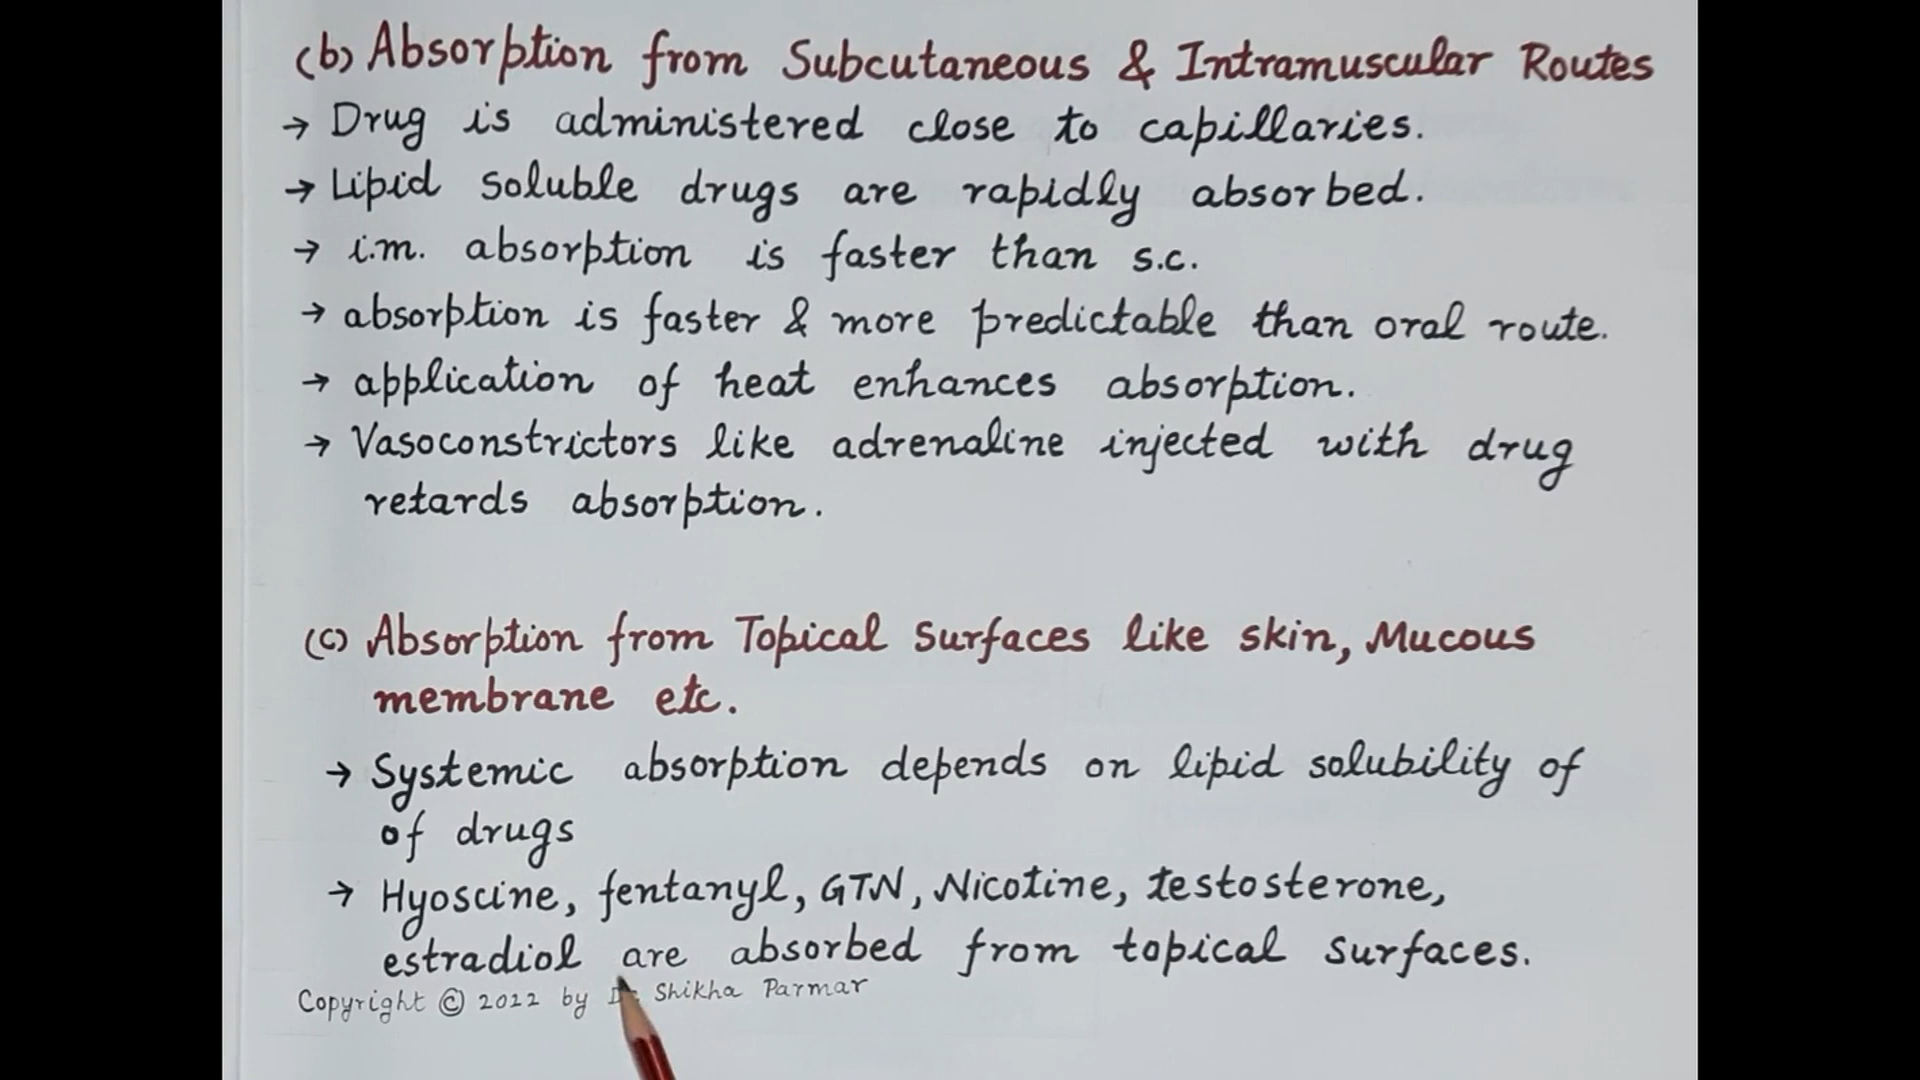 (b) Absorption from Subcutaneous & Intramuscular Routes
→ Drug is administered close to capillaries.
→ Lipid soluble drugs are rapidly absorbed.
→ i.m. absorption is faster than s.c.
→ absorption is faster & more predictable than oral route.
→ application of heat enhances absorption.
→ Vasoconstrictors like adrenaline injected with drug
retards absorption.
(c) Absorption from Topical Surfaces like skin, Mucous
membrane etc.
→ Systemic absorption depends on lipid solubility of
of drugs
→ Hyoscine, fentanyl, GTN, Nicotine, testosterone,
estradiol are absorbed from topical surfaces.
Copyright © 2022 by Shikha Parmar